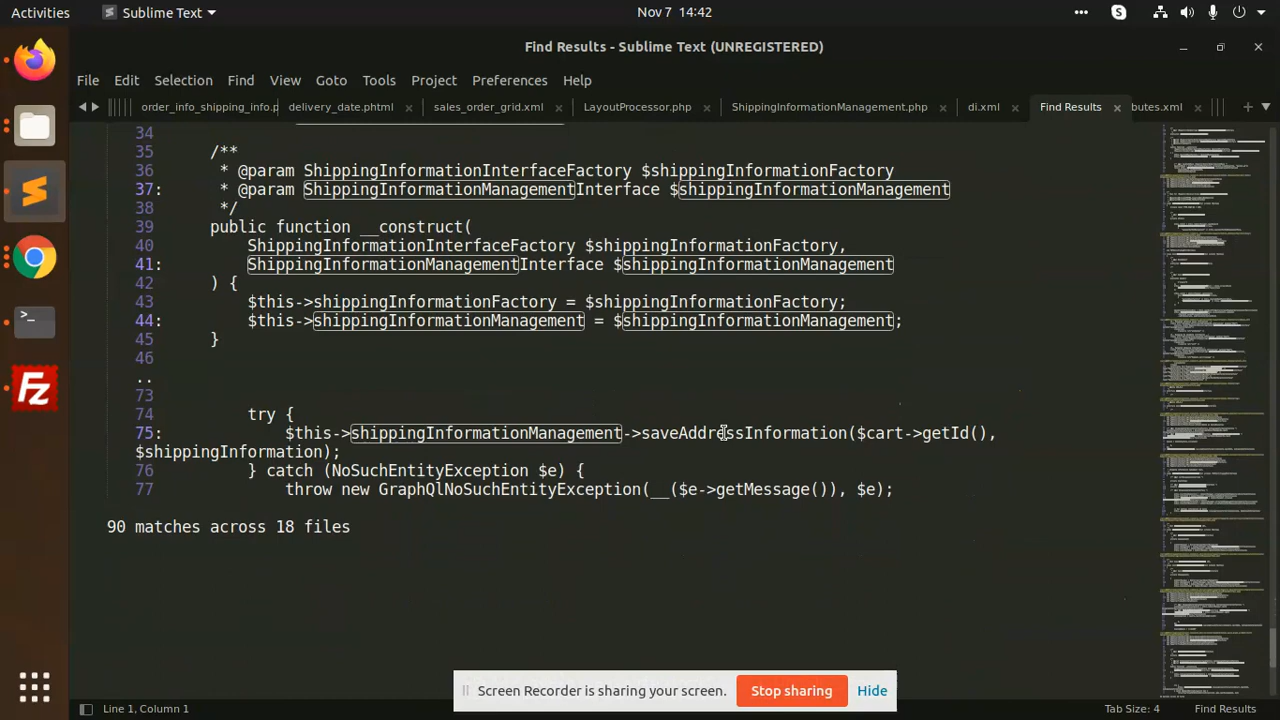 Activities
Sublime Text
Nov 7 14:42
Find Results - Sublime Text (UNREGISTERED)
File Edit Selection Find View Goto Tools Project Preferences Help
order_info_shipping_info.p
delivery_date.phtml
sales_order_grid.xml
LayoutProcessor.php
ShippingInformationManagement.php
di.xml
Find Results
butes.xml
34
35 /**
36 * @param ShippingInformationInterfaceFactory $shippingInformationFactory
37: * @param ShippingInformationManagementInterface $shippingInformationManagement
38 */
39 public function __construct(
40 ShippingInformationInterfaceFactory $shippingInformationFactory,
41: ShippingInformationManagementInterface $shippingInformationManagement
42 ) {
43 $this->shippingInformationFactory = $shippingInformationFactory;
44: $this->shippingInformationManagement = $shippingInformationManagement;
45 }
46
..
73
74 try {
75: $this->shippingInformationManagement->saveAddressInformation($cart->getId(),
$shippingInformation);
76 } catch (NoSuchEntityException $e) {
77 throw new GraphQlNoSuchEntityException(__($e->getMessage()), $e);
90 matches across 18 files
Screen Recorder is sharing your screen.
Stop sharing
Hide
Line 1, Column 1
Tab Size: 4
Find Results